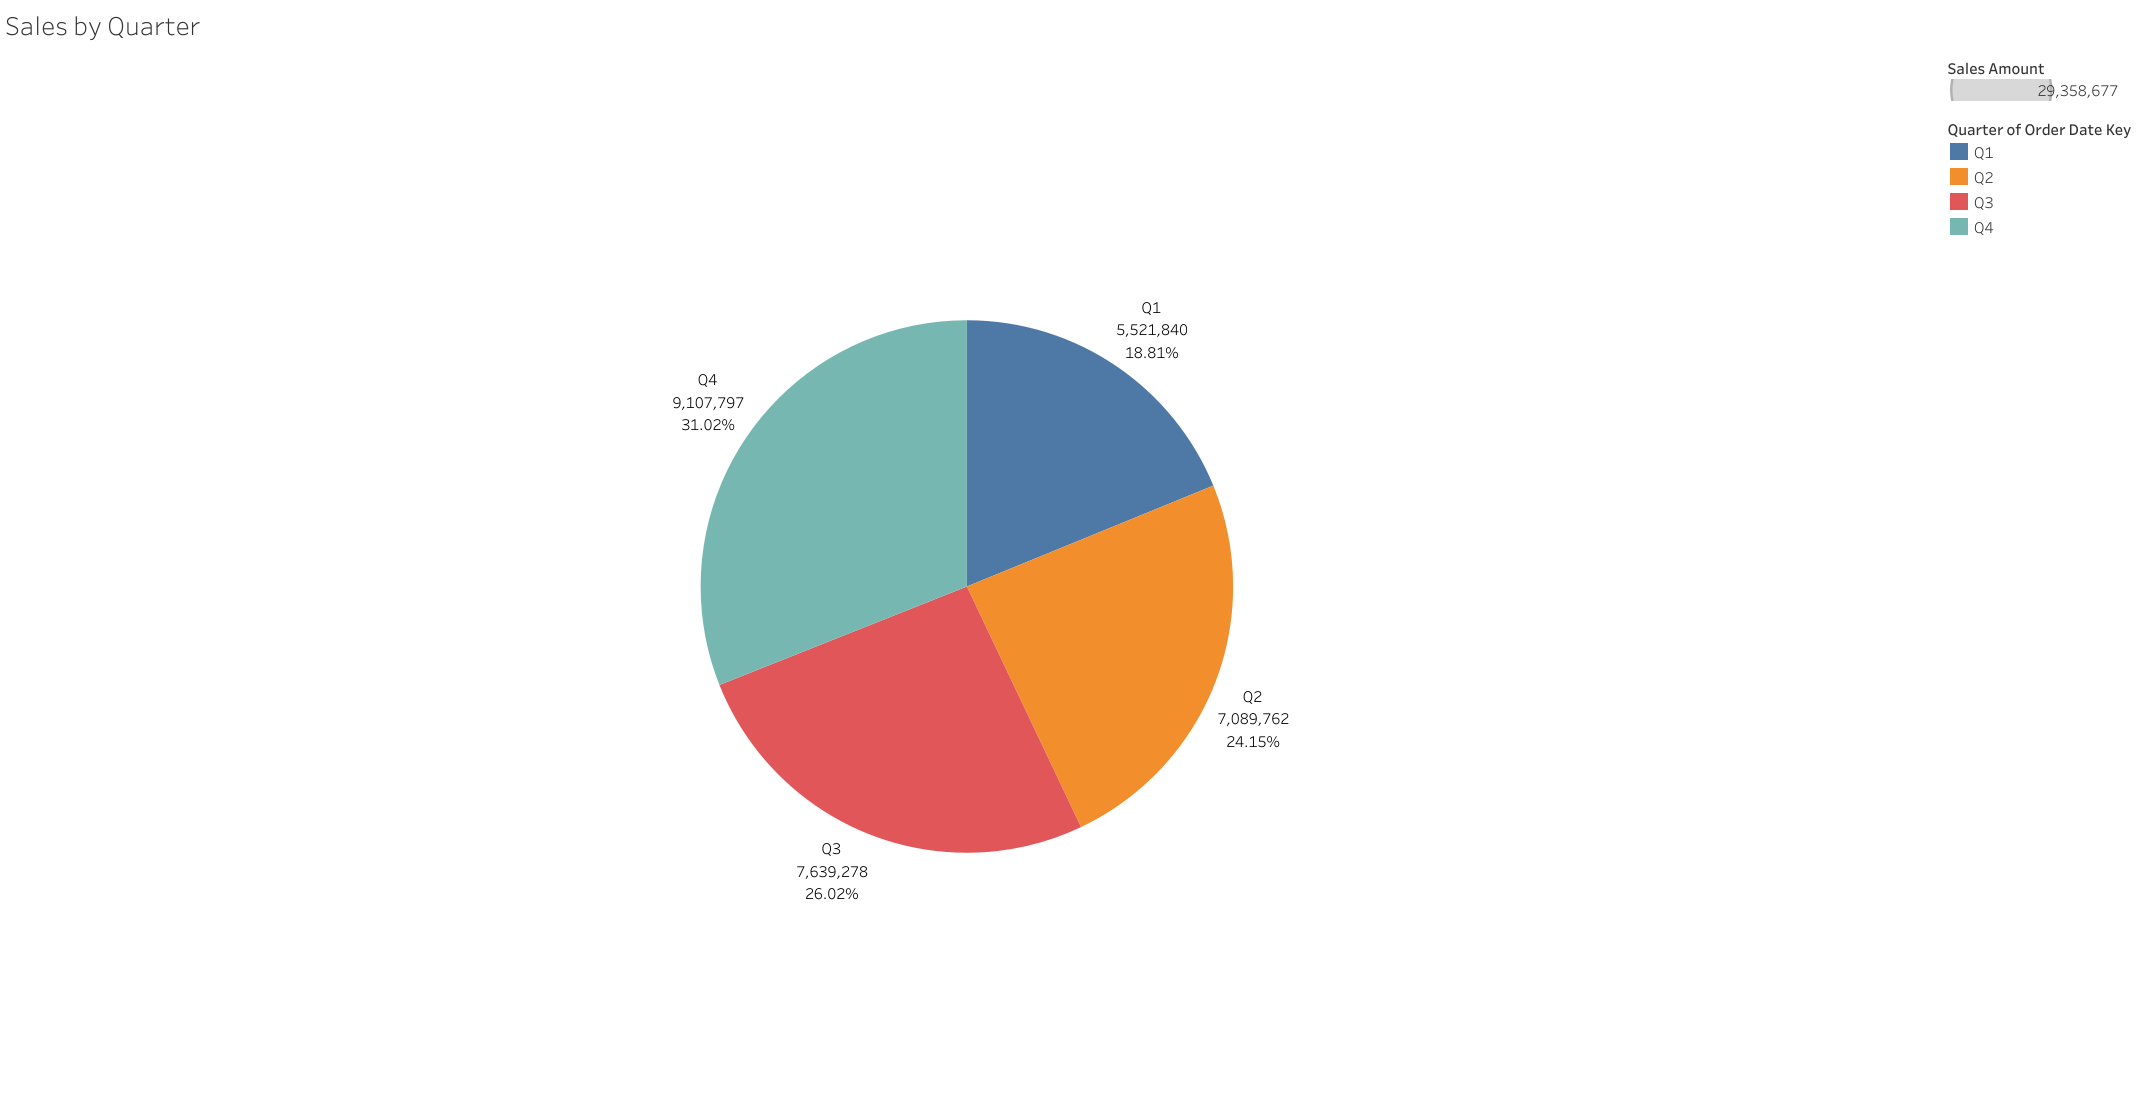 Sales by Quarter
Sales Amount
29,358,677
Quarter of Order Date Key
Q1
Q2
Q3
Q4
Q1
5,521,840
18.81%
Q4
9,107,797
31.02%
Q2
7,089,762
24.15%
Q3
7,639,278
26.02%